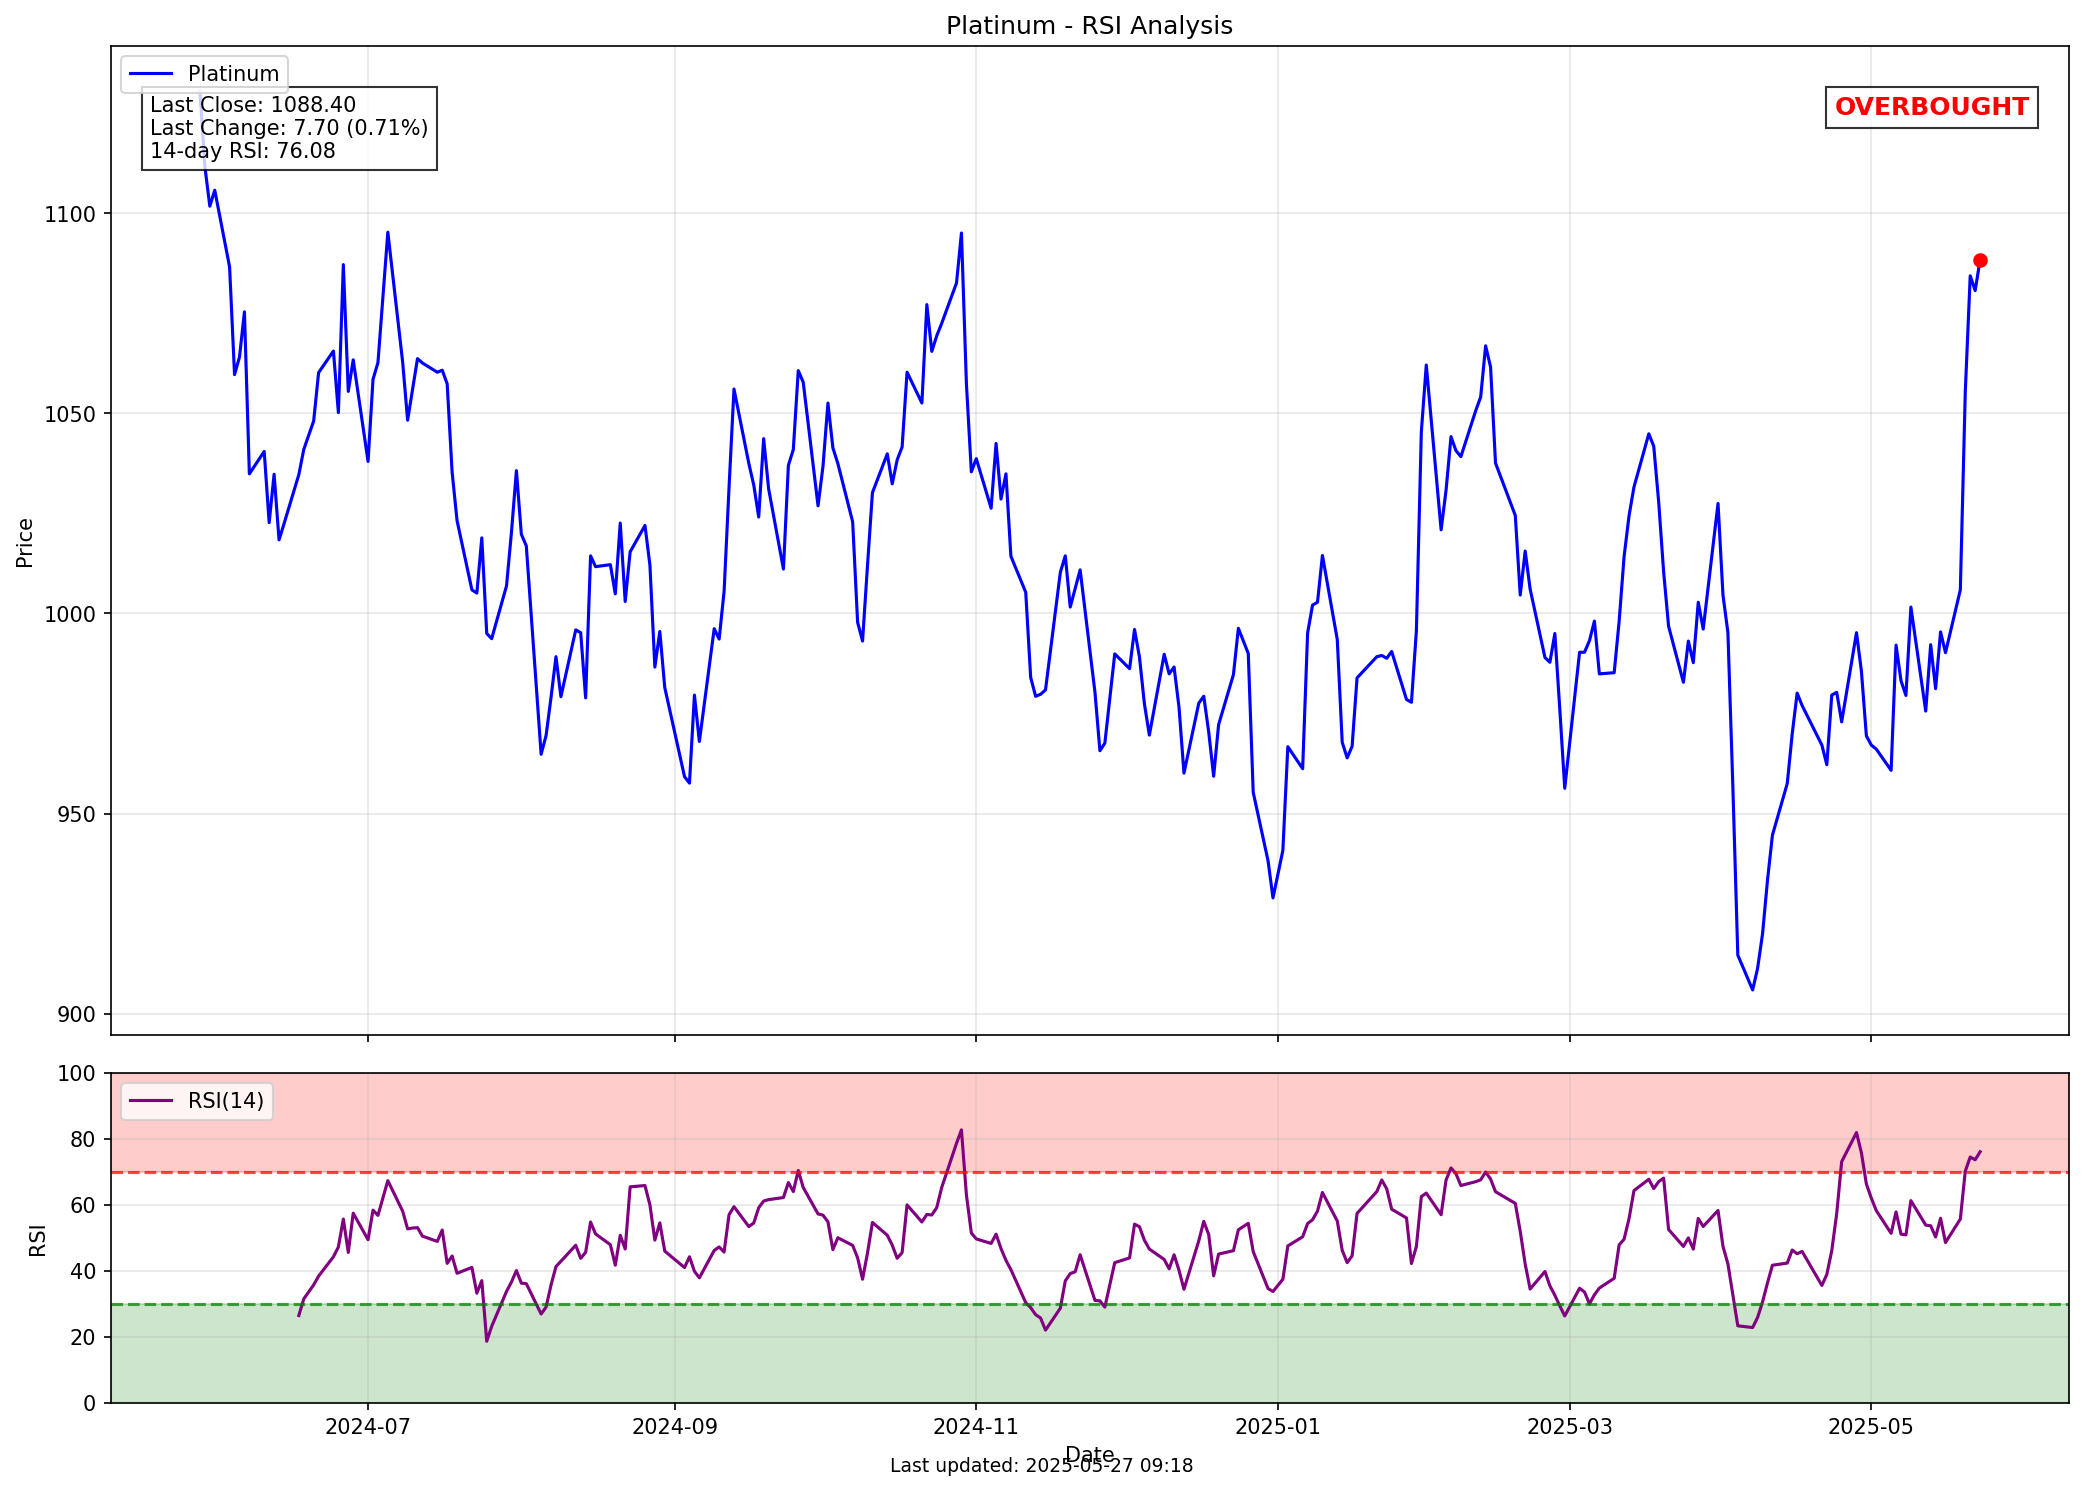 Platinum - RSI Analysis
Platinum
Last Close: 1088.40
Last Change: 7.70 (0.71%)
14-day RSI: 76.08
OVERBOUGHT
1100
1050
1000
950
900
Price
RSI(14)
100
80
60
40
20
0
RSI
2024-07
2024-09
2024-11
2025-01
2025-03
2025-05
Date
Last updated: 2025-05-27 09:18